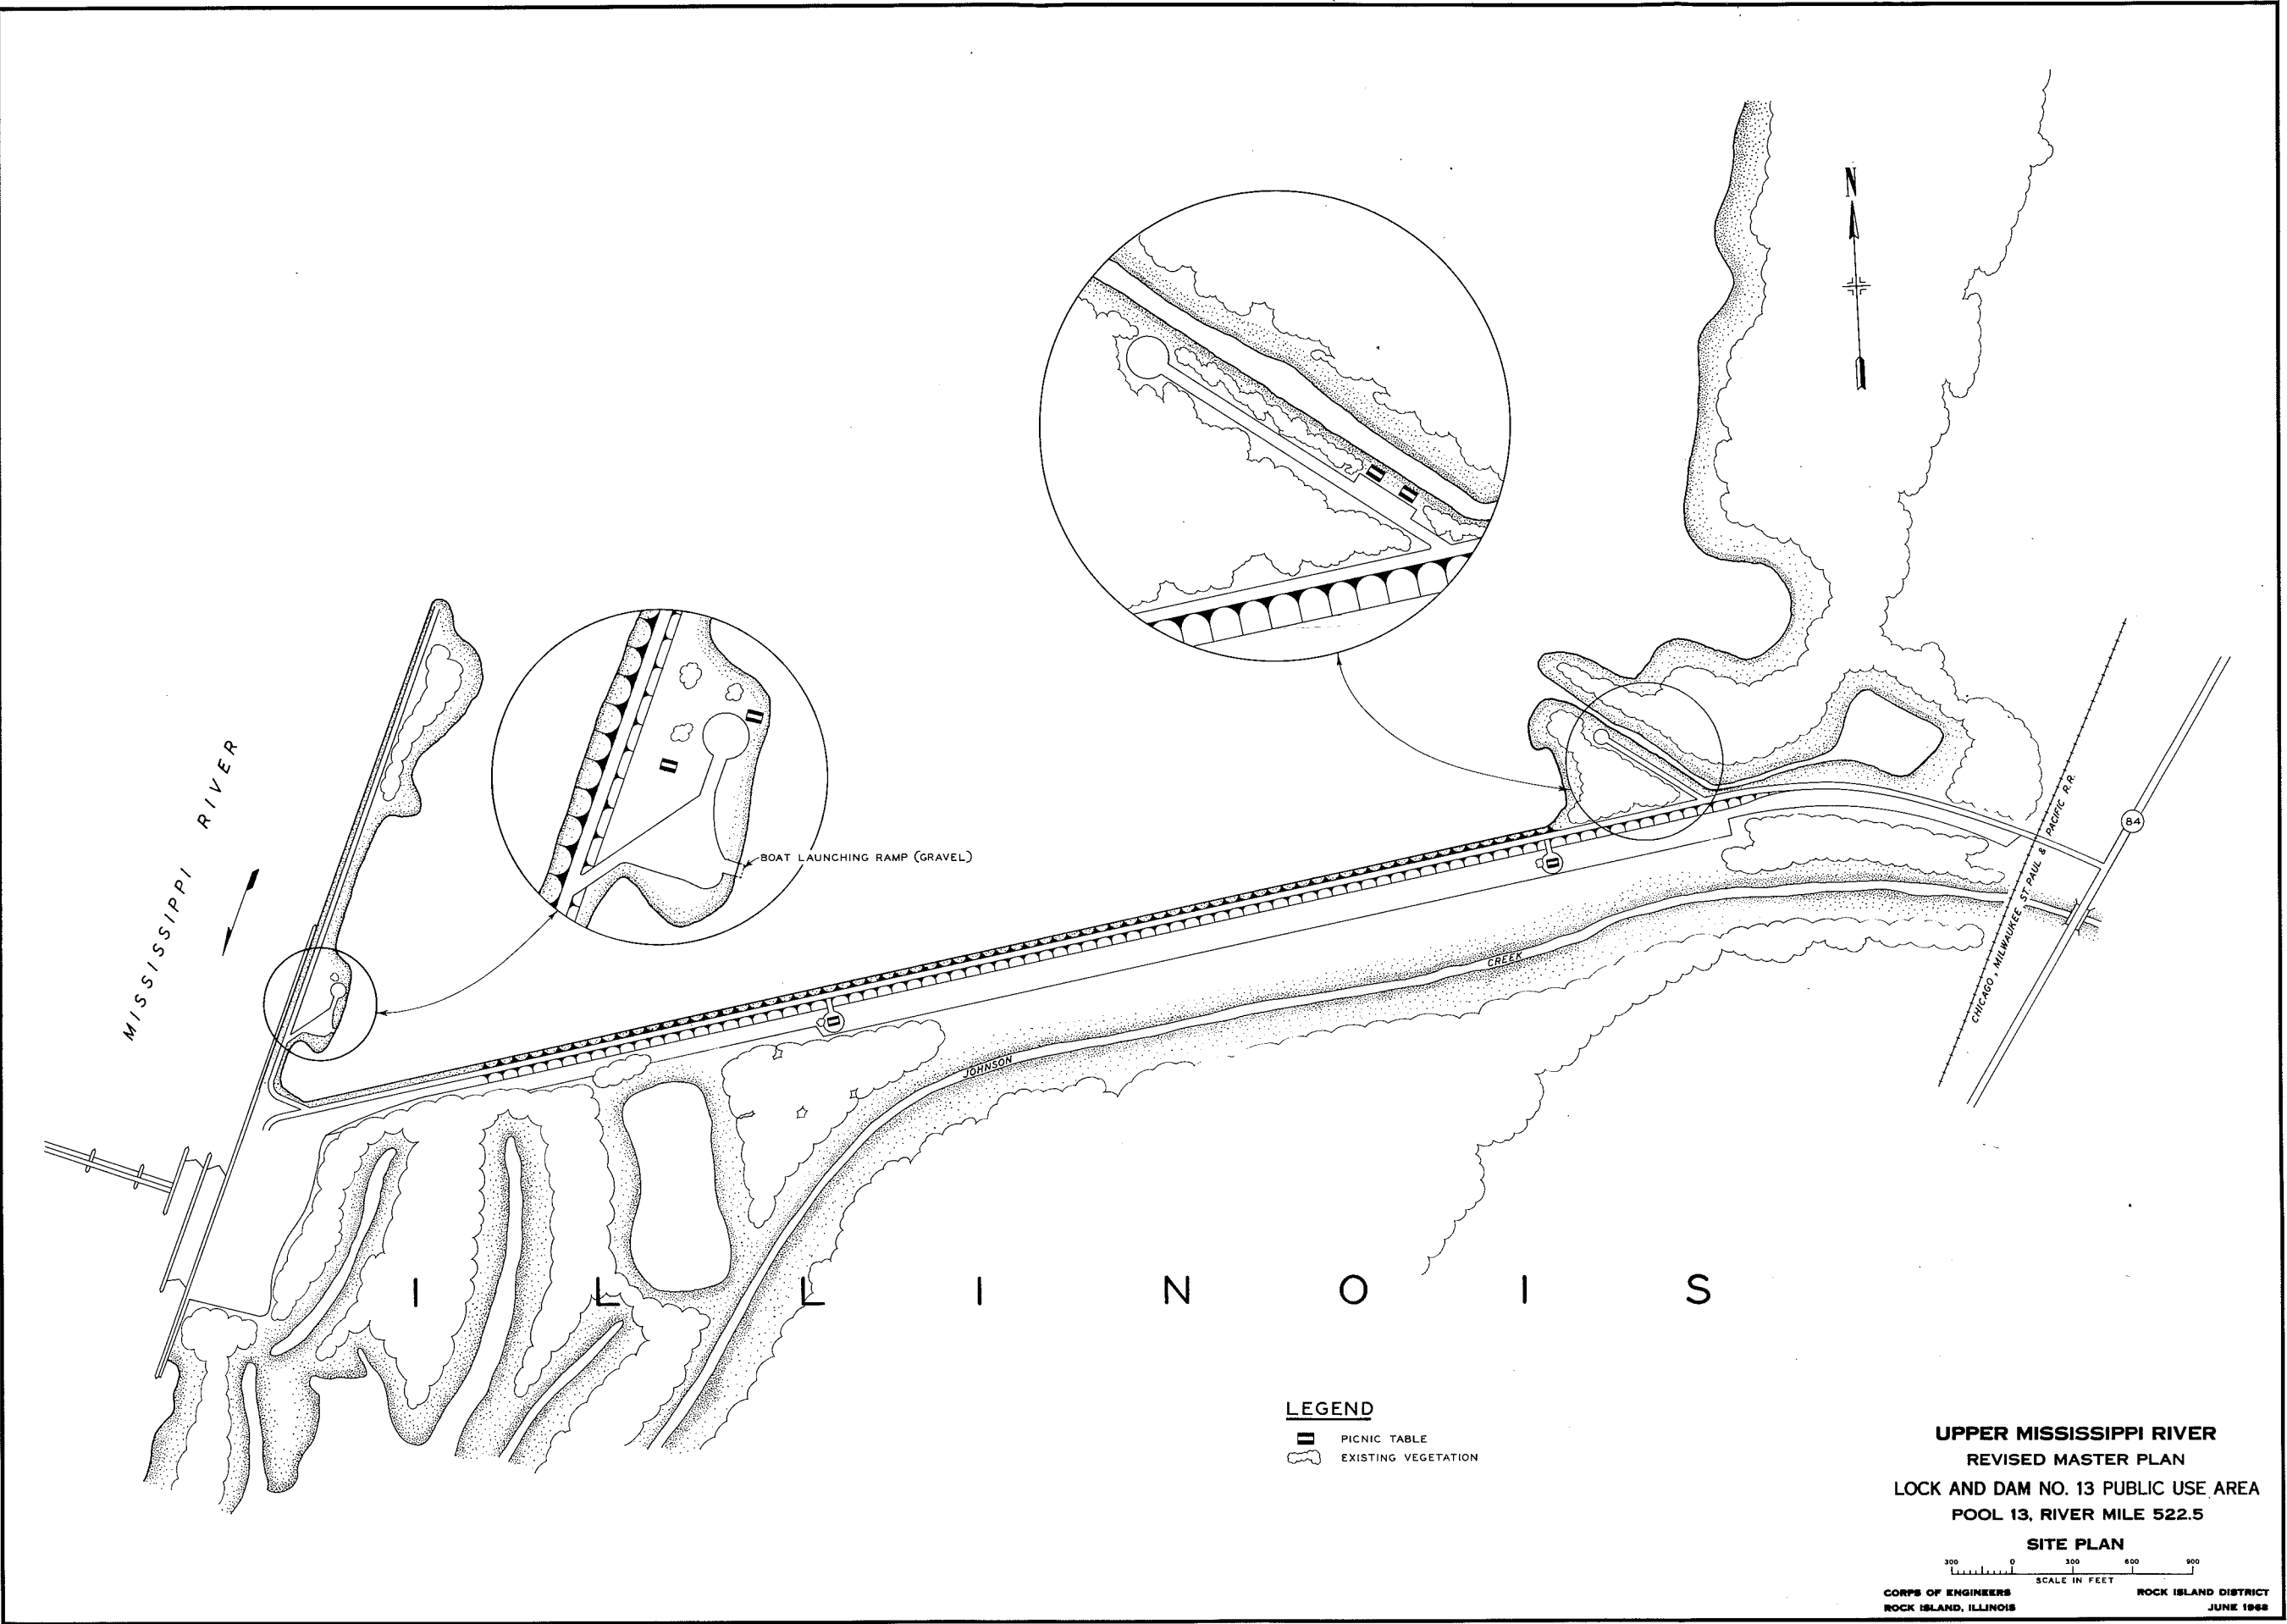 N
MISSISSIPPI RIVER
BOAT LAUNCHING RAMP (GRAVEL)
84
CHICAGO, MILWAUKEE ST. PAUL & PACIFIC R.R.
JOHNSON CREEK
ILLINOIS
LEGEND
PICNIC TABLE
EXISTING VEGETATION
UPPER MISSISSIPPI RIVER
REVISED MASTER PLAN
LOCK AND DAM NO. 13 PUBLIC USE AREA
POOL 13, RIVER MILE 522.5
SITE PLAN
300 0 300 600 900
SCALE IN FEET
CORPS OF ENGINEERS ROCK ISLAND DISTRICT
ROCK ISLAND, ILLINOIS JUNE 1968